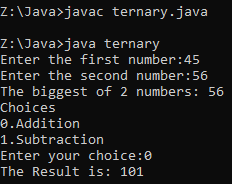 Z:\Java>javac ternary.java
Z:\Java>java ternary
Enter the first number:45
Enter the second number:56
The biggest of 2 numbers: 56
Choices
0.Addition
1.Subtraction
Enter your choice:0
The Result is: 101